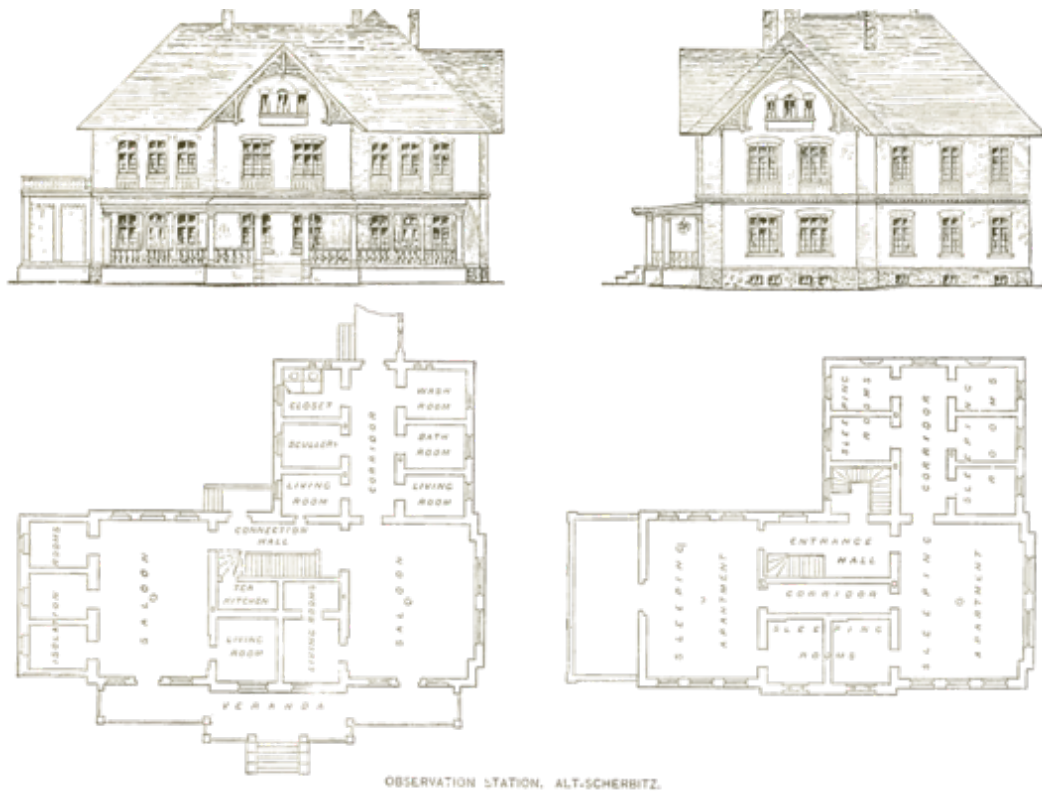 CLOSET
WASH
ROOM
SCULLERY
BATH
ROOM
CORRIDOR
LIVING
ROOM
LIVING
ROOM
CONNECTION
HALL
ISOLATION
ROOMS
SALOON
TEA
KITCHEN
LIVING ROOMS
LIVING
ROOM
SALOON
VERANDA
SLEEPING
ROOMS
CORRIDOR
SLEEPING
ROOMS
ENTRANCE
HALL
CORRIDOR
SLEEPING
APARTMENT
SLEEPING
ROOMS
SLEEPING
APARTMENT
OBSERVATION STATION, ALT-SCHERBITZ.